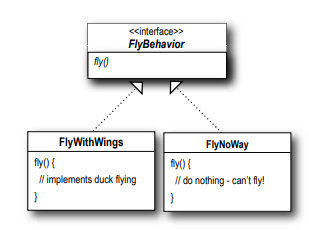 <<interface>>
FlyBehavior
fly()
FlyWithWings
fly() {
// implements duck flying
}
FlyNoWay
fly() {
// do nothing - can't fly!
}